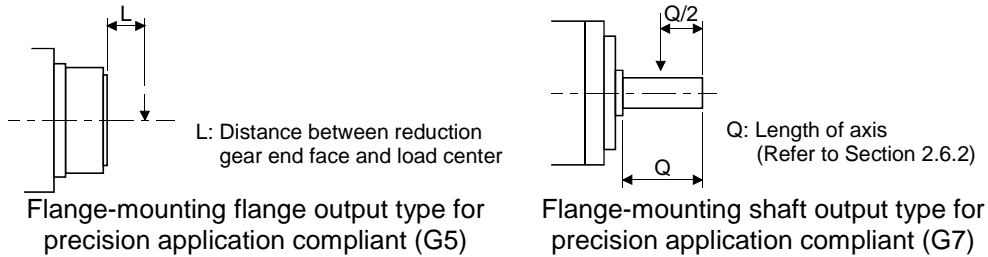 L
L: Distance between reduction
gear end face and load center
Flange-mounting flange output type for
precision application compliant (G5)
Q/2
Q
Q: Length of axis
(Refer to Section 2.6.2)
Flange-mounting shaft output type for
precision application compliant (G7)